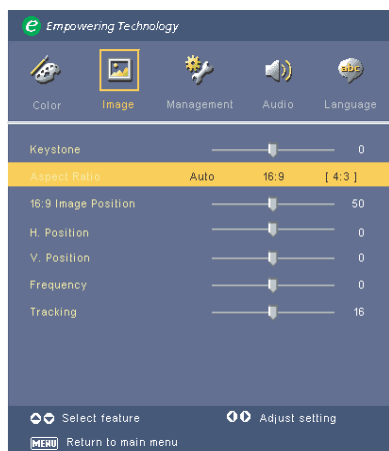 e Empowering Technology
abc
Color Image Management Audio Language
Keystone 0
Aspect Ratio Auto 16:9 [ 4:3 ]
16:9 Image Position 50
H. Position 0
V. Position 0
Frequency 0
Tracking 16
Select feature Adjust setting
MENU Return to main menu